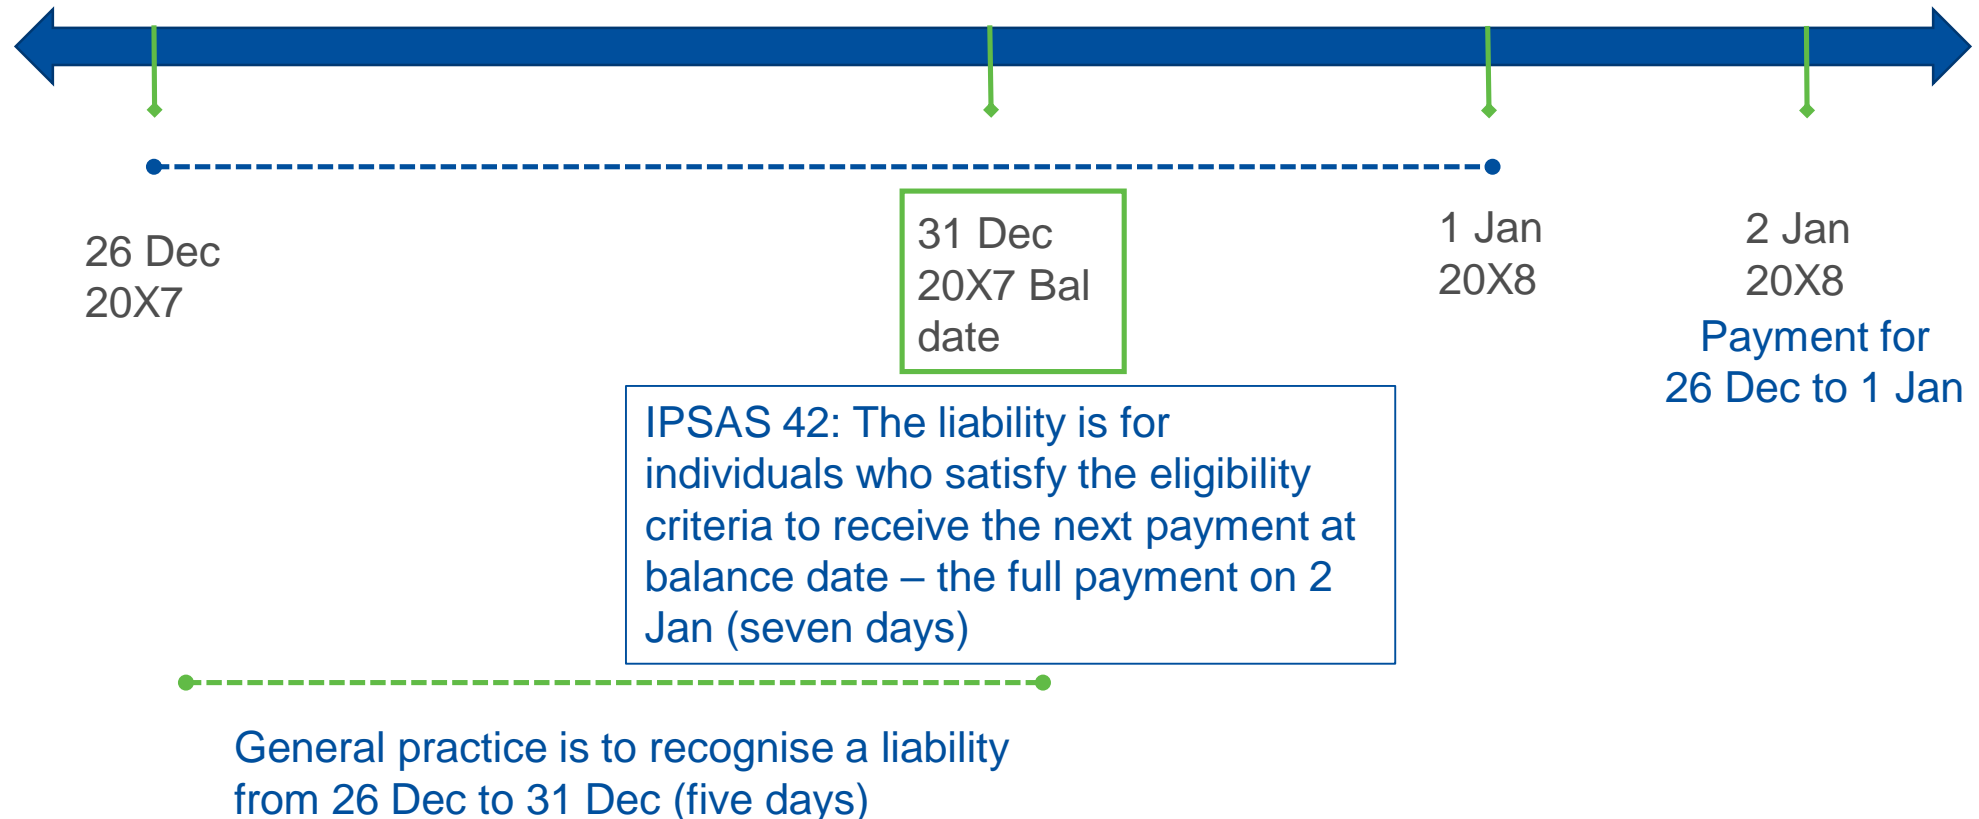 26 Dec
20X7
31 Dec
20X7 Bal
date
1 Jan
20X8
2 Jan
20X8
Payment for
26 Dec to 1 Jan
IPSAS 42: The liability is for
individuals who satisfy the eligibility
criteria to receive the next payment at
balance date – the full payment on 2
Jan (seven days)
General practice is to recognise a liability
from 26 Dec to 31 Dec (five days)